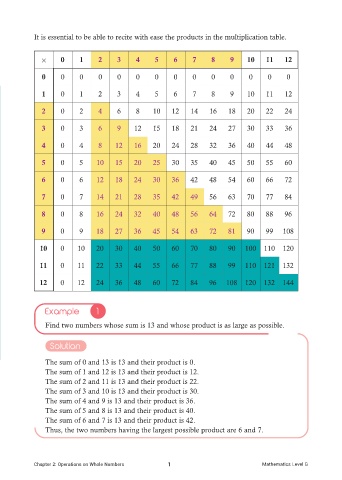 It is essential to be able to recite with ease the products in the multiplication table.
× 0 1 2 3 4 5 6 7 8 9 10 11 12
0 0 0 0 0 0 0 0 0 0 0 0 0 0
1 0 1 2 3 4 5 6 7 8 9 10 11 12
2 0 2 4 6 8 10 12 14 16 18 20 22 24
3 0 3 6 9 12 15 18 21 24 27 30 33 36
4 0 4 8 12 16 20 24 28 32 36 40 44 48
5 0 5 10 15 20 25 30 35 40 45 50 55 60
6 0 6 12 18 24 30 36 42 48 54 60 66 72
7 0 7 14 21 28 35 42 49 56 63 70 77 84
8 0 8 16 24 32 40 48 56 64 72 80 88 96
9 0 9 18 27 36 45 54 63 72 81 90 99 108
10 0 10 20 30 40 50 60 70 80 90 100 110 120
11 0 11 22 33 44 55 66 77 88 99 110 121 132
12 0 12 24 36 48 60 72 84 96 108 120 132 144
Example 1
Find two numbers whose sum is 13 and whose product is as large as possible.
Solution
The sum of 0 and 13 is 13 and their product is 0.
The sum of 1 and 12 is 13 and their product is 12.
The sum of 2 and 11 is 13 and their product is 22.
The sum of 3 and 10 is 13 and their product is 30.
The sum of 4 and 9 is 13 and their product is 36.
The sum of 5 and 8 is 13 and their product is 40.
The sum of 6 and 7 is 13 and their product is 42.
Thus, the two numbers having the largest possible product are 6 and 7.
Chapter 2: Operations on Whole Numbers 1 Mathematics Level 5